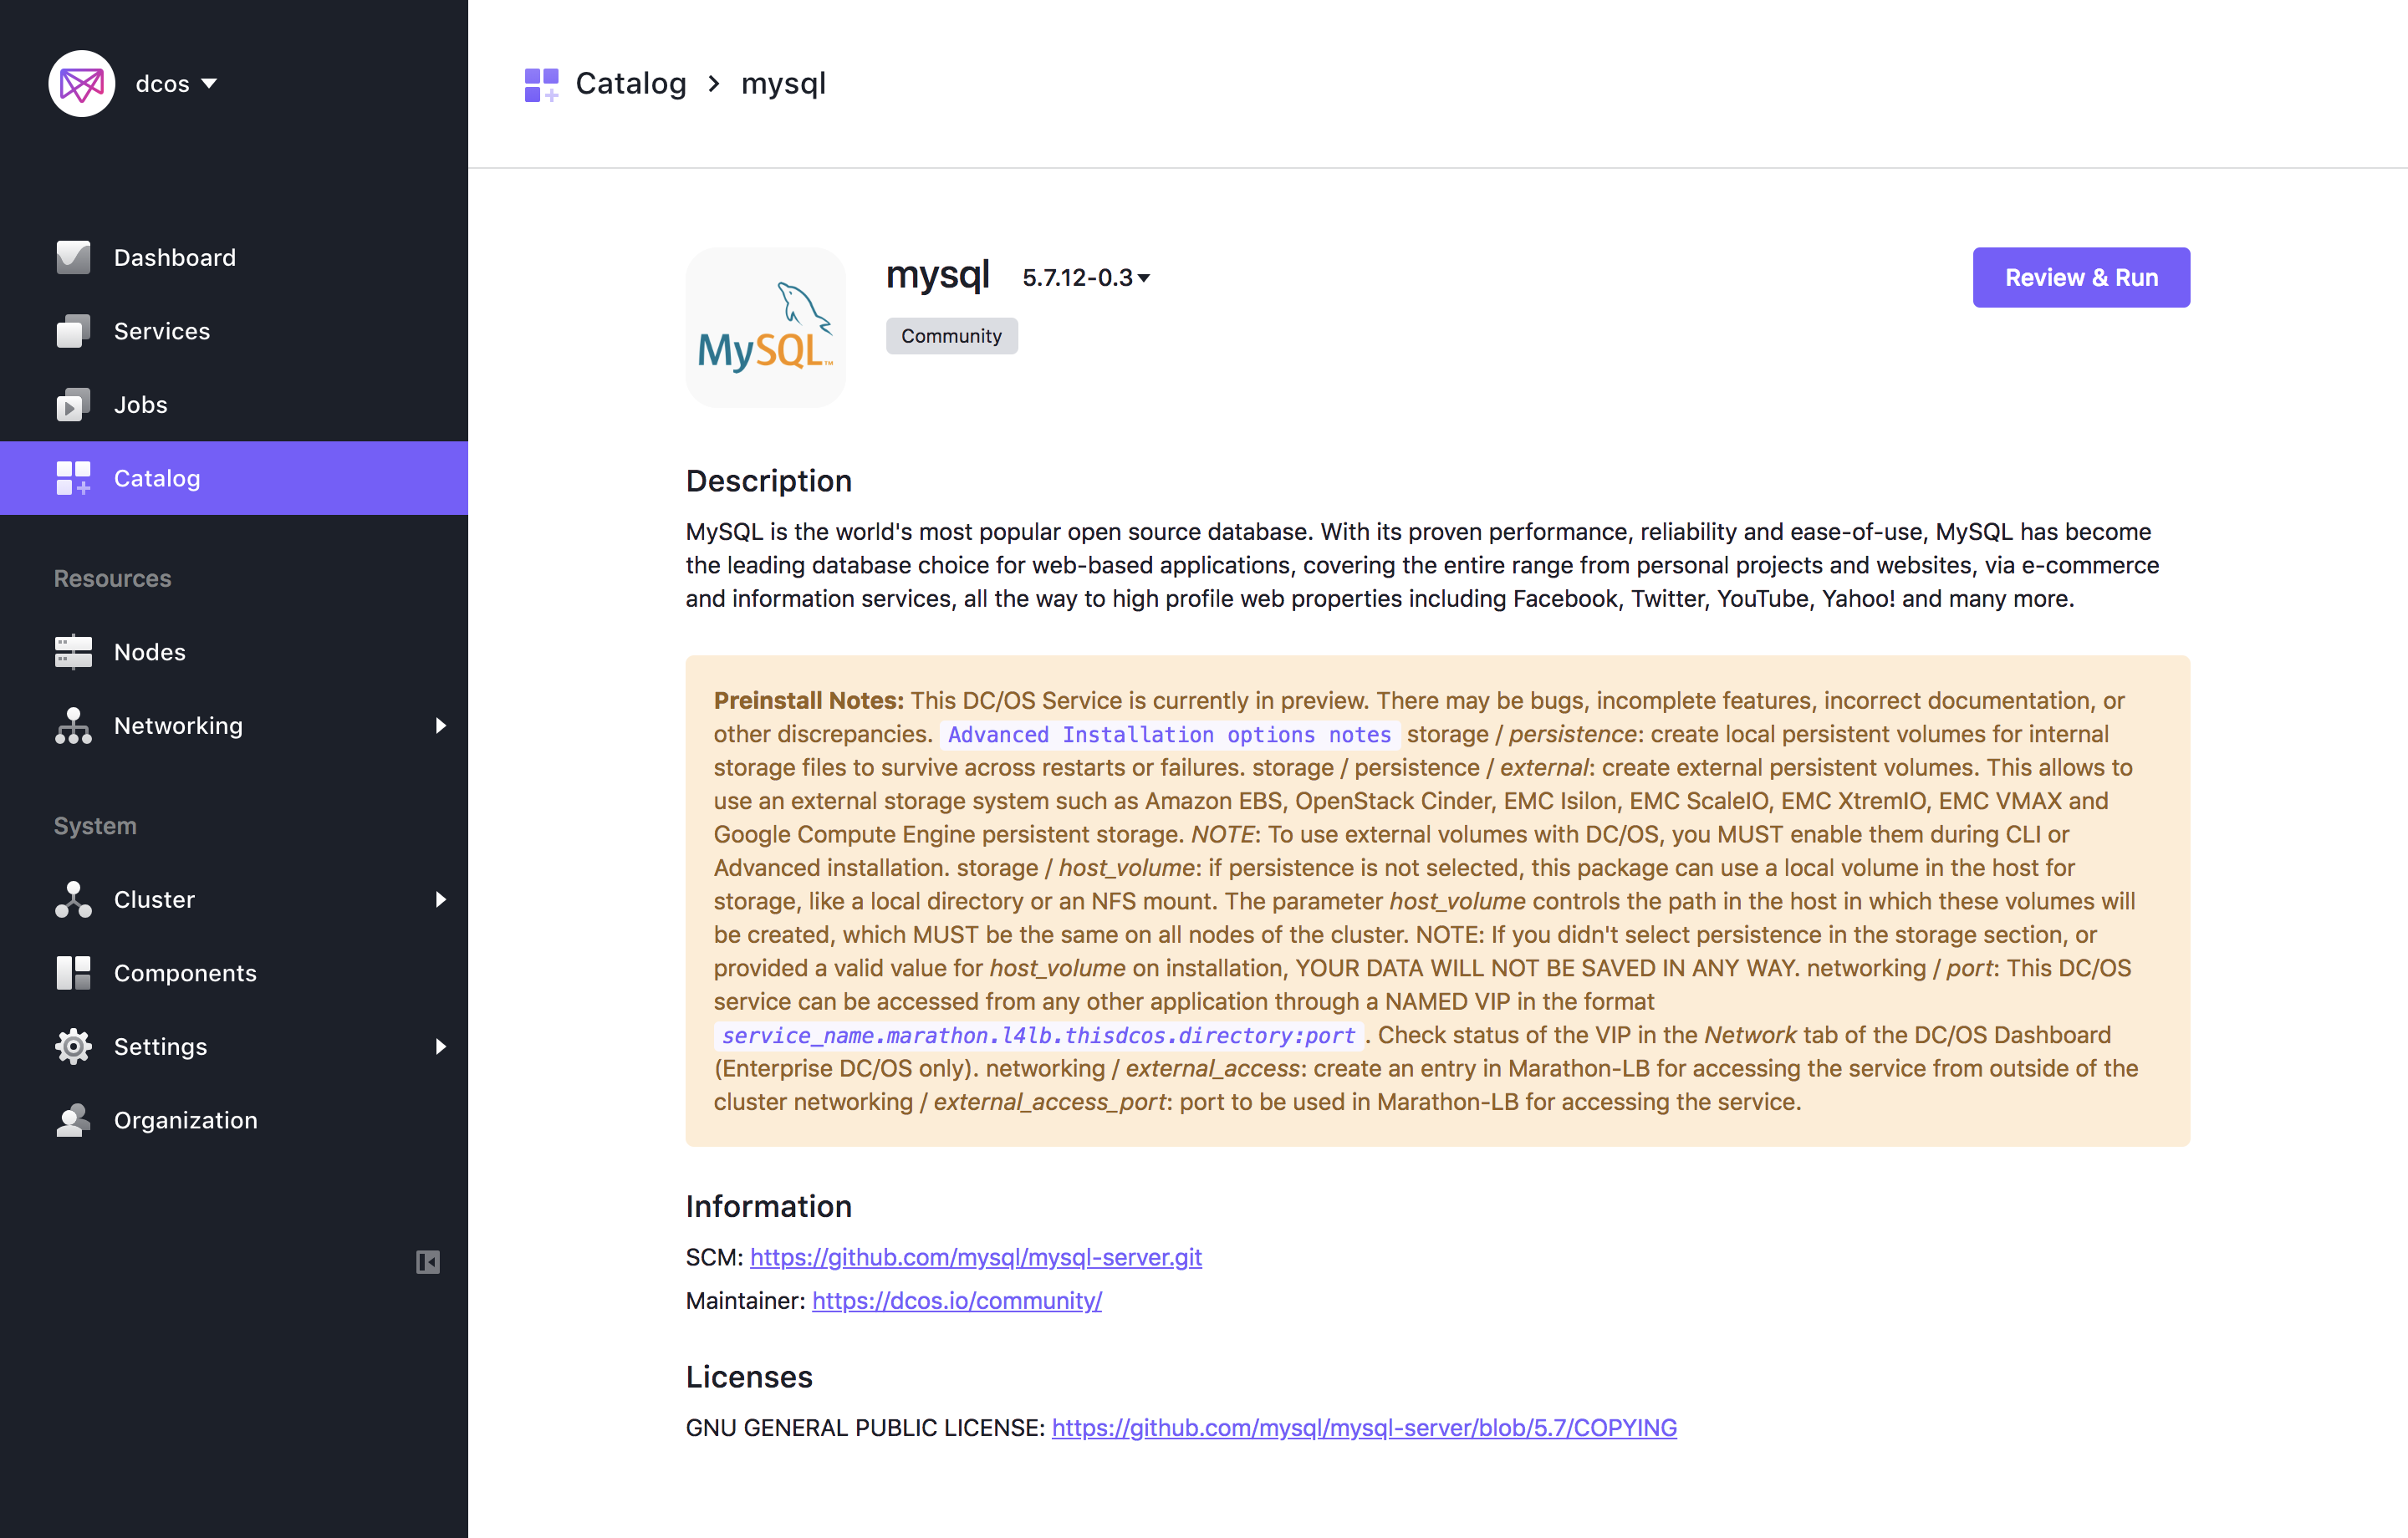 dcos
Dashboard
Services
Jobs
Catalog
Resources
Nodes
Networking
System
Cluster
Components
Settings
Organization
Catalog > mysql
MySQL™
mysql 5.7.12-0.3
Community
Review & Run
Description
MySQL is the world's most popular open source database. With its proven performance, reliability and ease-of-use, MySQL has become
the leading database choice for web-based applications, covering the entire range from personal projects and websites, via e-commerce
and information services, all the way to high profile web properties including Facebook, Twitter, YouTube, Yahoo! and many more.
Preinstall Notes: This DC/OS Service is currently in preview. There may be bugs, incomplete features, incorrect documentation, or
other discrepancies. Advanced Installation options notes storage / persistence: create local persistent volumes for internal
storage files to survive across restarts or failures. storage / persistence / external: create external persistent volumes. This allows to
use an external storage system such as Amazon EBS, OpenStack Cinder, EMC Isilon, EMC ScaleIO, EMC XtremIO, EMC VMAX and
Google Compute Engine persistent storage. NOTE: To use external volumes with DC/OS, you MUST enable them during CLI or
Advanced installation. storage / host_volume: if persistence is not selected, this package can use a local volume in the host for
storage, like a local directory or an NFS mount. The parameter host_volume controls the path in the host in which these volumes will
be created, which MUST be the same on all nodes of the cluster. NOTE: If you didn't select persistence in the storage section, or
provided a valid value for host_volume on installation, YOUR DATA WILL NOT BE SAVED IN ANY WAY. networking / port: This DC/OS
service can be accessed from any other application through a NAMED VIP in the format
service_name.marathon.l4lb.thisdcos.directory:port. Check status of the VIP in the Network tab of the DC/OS Dashboard
(Enterprise DC/OS only). networking / external_access: create an entry in Marathon-LB for accessing the service from outside of the
cluster networking / external_access_port: port to be used in Marathon-LB for accessing the service.
Information
SCM: https://github.com/mysql/mysql-server.git
Maintainer: https://dcos.io/community/
Licenses
GNU GENERAL PUBLIC LICENSE: https://github.com/mysql/mysql-server/blob/5.7/COPYING